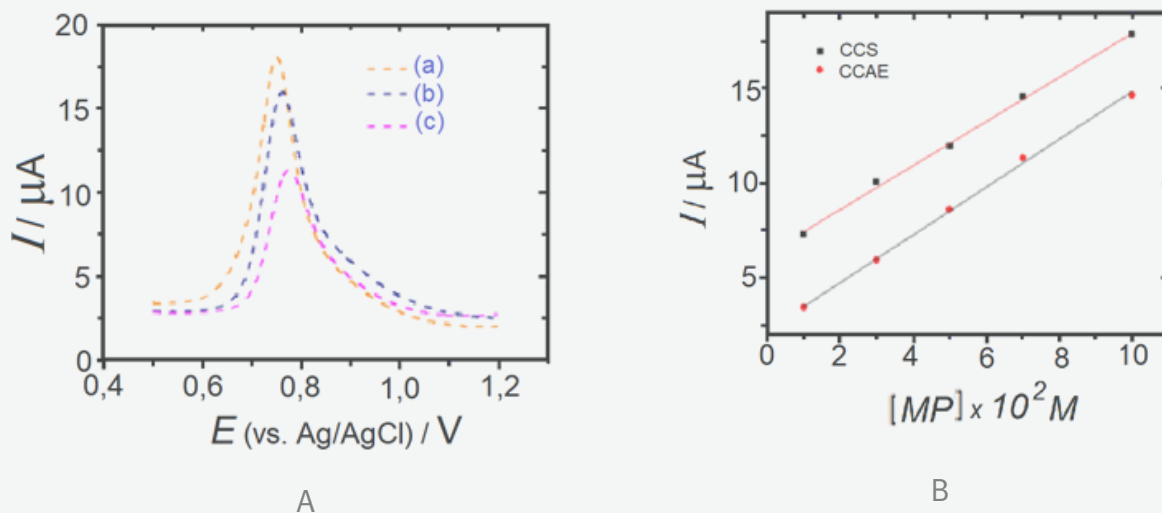 20
15
10
5
0
0,4 0,6 0,8 1,0 1,2
I / µA
E (vs. Ag/AgCl) / V
(a)
(b)
(c)
A
15
10
5
0 2 4 6 8 10
I / µA
[MP] x 10² M
CCS
CCAE
B